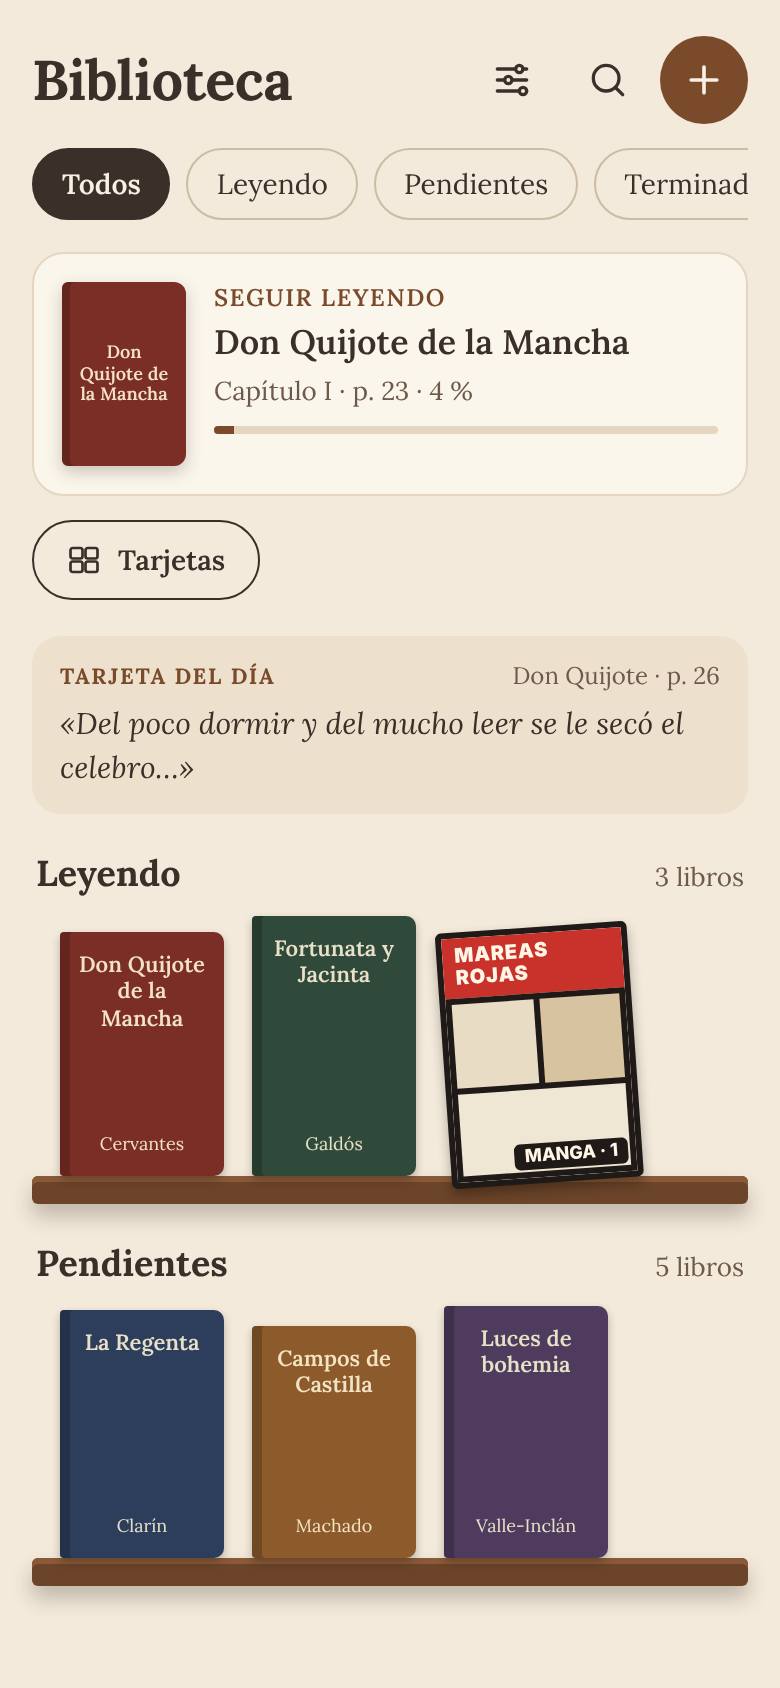 Biblioteca
Todos
Leyendo
Pendientes
Terminad
Don
Quijote de
la Mancha
SEGUIR LEYENDO
Don Quijote de la Mancha
Capítulo I · p. 23 · 4 %
Tarjetas
TARJETA DEL DÍA
Don Quijote · p. 26
«Del poco dormir y del mucho leer se le secó el
celebro…»
Leyendo
3 libros
Don Quijote
de la
Mancha
Cervantes
Fortunata y
Jacinta
Galdós
MAREAS
ROJAS
MANGA · 1
Pendientes
5 libros
La Regenta
Clarín
Campos de
Castilla
Machado
Luces de
bohemia
Valle-Inclán